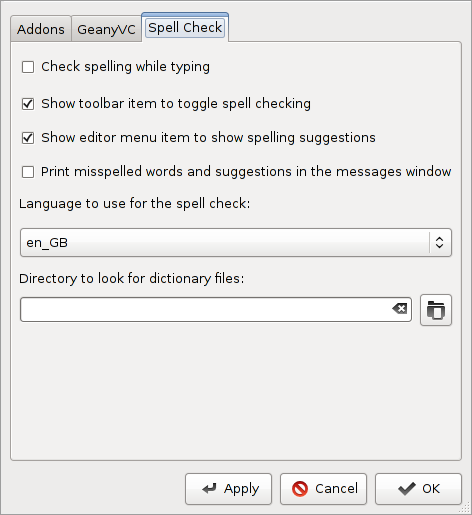 Addons GeanyVC Spell Check
Check spelling while typing
Show toolbar item to toggle spell checking
Show editor menu item to show spelling suggestions
Print misspelled words and suggestions in the messages window
Language to use for the spell check:
en_GB
Directory to look for dictionary files:
Apply Cancel OK